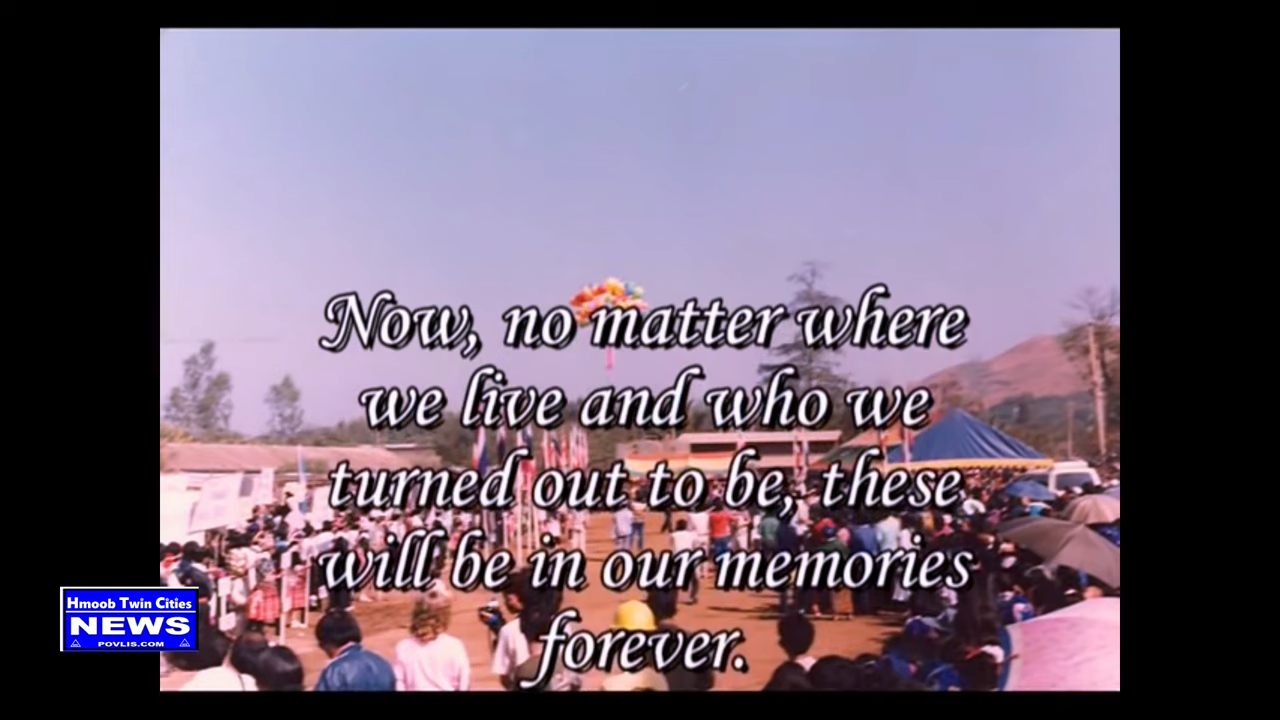 Now, no matter where
we live and who we
turned out to be, these
will be in our memories
forever.
Hmoob Twin Cities
NEWS
POVLIS.COM